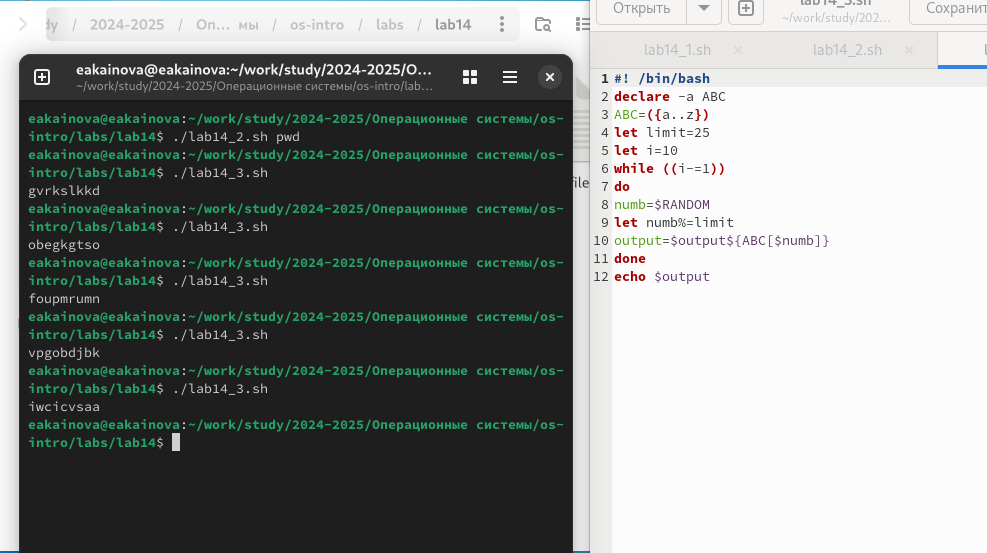 dy / 2024-2025 / Оп... мы / os-intro / labs / lab14
eakainova@eakainova:~/work/study/2024-2025/О...
~/work/study/2024-2025/Операционные системы/os-intro/lab...
eakainova@eakainova:~/work/study/2024-2025/Операционные системы/os-
intro/labs/lab14$ ./lab14_2.sh pwd
eakainova@eakainova:~/work/study/2024-2025/Операционные системы/os-
intro/labs/lab14$ ./lab14_3.sh
gvrkslkkd
eakainova@eakainova:~/work/study/2024-2025/Операционные системы/os-
intro/labs/lab14$ ./lab14_3.sh
obegkgtso
eakainova@eakainova:~/work/study/2024-2025/Операционные системы/os-
intro/labs/lab14$ ./lab14_3.sh
foupmrumn
eakainova@eakainova:~/work/study/2024-2025/Операционные системы/os-
intro/labs/lab14$ ./lab14_3.sh
vpgobdjbk
eakainova@eakainova:~/work/study/2024-2025/Операционные системы/os-
intro/labs/lab14$ ./lab14_3.sh
iwcicvsaa
eakainova@eakainova:~/work/study/2024-2025/Операционные системы/os-
intro/labs/lab14$
file
Открыть
lab14_3.sh
~/work/study/202...
Сохранит
lab14_1.sh
lab14_2.sh
1 #! /bin/bash
2 declare -a ABC
3 ABC=({a..z})
4 let limit=25
5 let i=10
6 while ((i-=1))
7 do
8 numb=$RANDOM
9 let numb%=limit
10 output=$output${ABC[$numb]}
11 done
12 echo $output